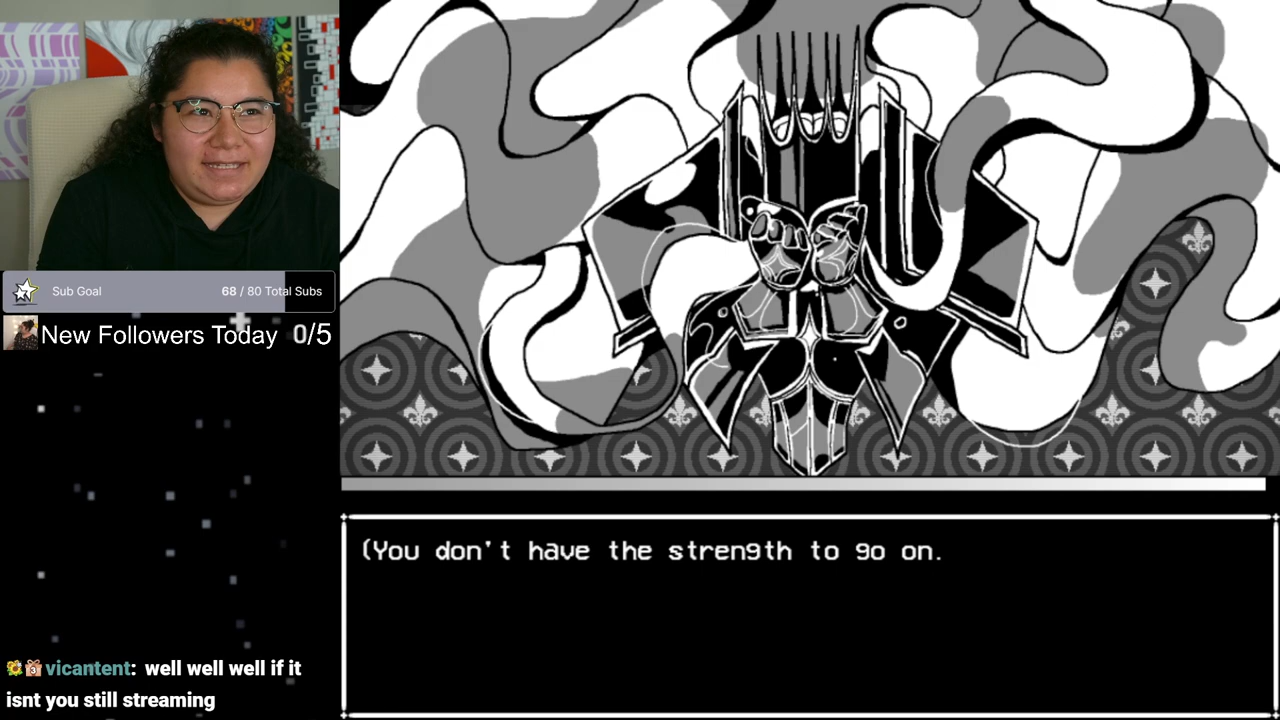 Sub Goal 68 / 80 Total Subs
New Followers Today 0/5
(You don't have the strength to go on.
vicantent: well well well if it
isnt you still streaming